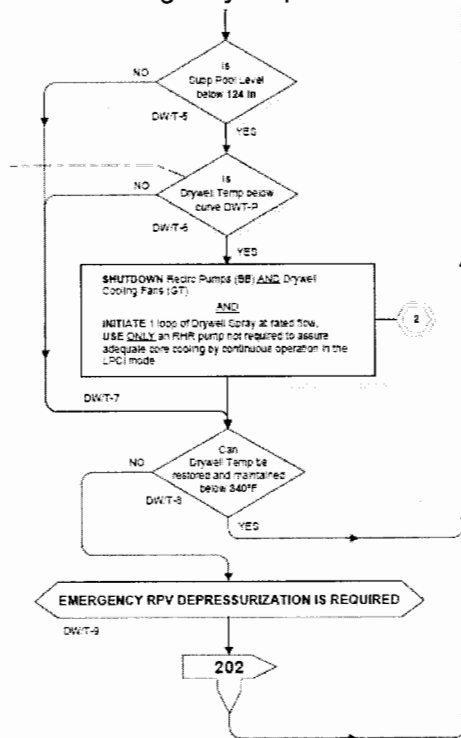 NO
Is
Supp Pool Level
below 124 in
DW/T-5
YES
NO
Is
Drywell Temp below
curve DWT-P
DW/T-6
YES
SHUTDOWN Recirc Pumps (BB) AND Drywell
Cooling Fans (GT)
AND
INITIATE 1 loop of Drywell Spray at rated flow,
USE ONLY an RHR pump not required to assure
adequate core cooling by continuous operation in the
LPCI mode
2
DW/T-7
NO
Can
Drywell Temp be
restored and maintained
below 340°F
DW/T-8
YES
EMERGENCY RPV DEPRESSURIZATION IS REQUIRED
DW/T-9
202